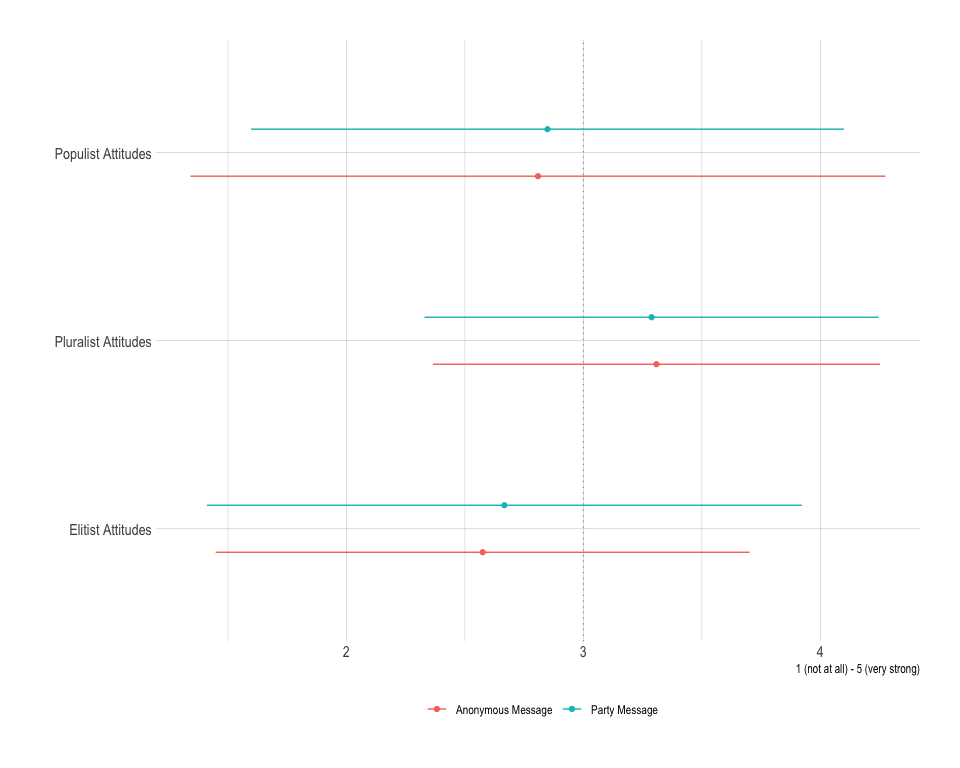 Populist Attitudes
Pluralist Attitudes
Elitist Attitudes
2 3 4
1 (not at all) - 5 (very strong)
Anonymous Message Party Message